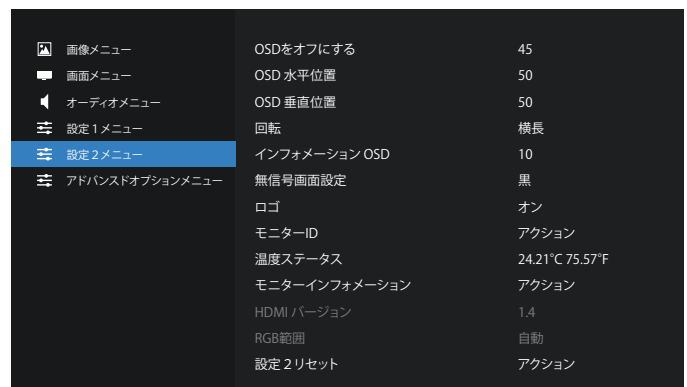 画像メニュー
画面メニュー
オーディオメニュー
設定1メニュー
設定2メニュー
アドバンスドオプションメニュー
OSDをオフにする 45
OSD 水平位置 50
OSD 垂直位置 50
回転 横長
インフォメーション OSD 10
無信号画面設定 黒
ロゴ オン
モニターID アクション
温度ステータス 24.21°C 75.57°F
モニターインフォメーション アクション
HDMI バージョン 1.4
RGB範囲 自動
設定 2 リセット アクション